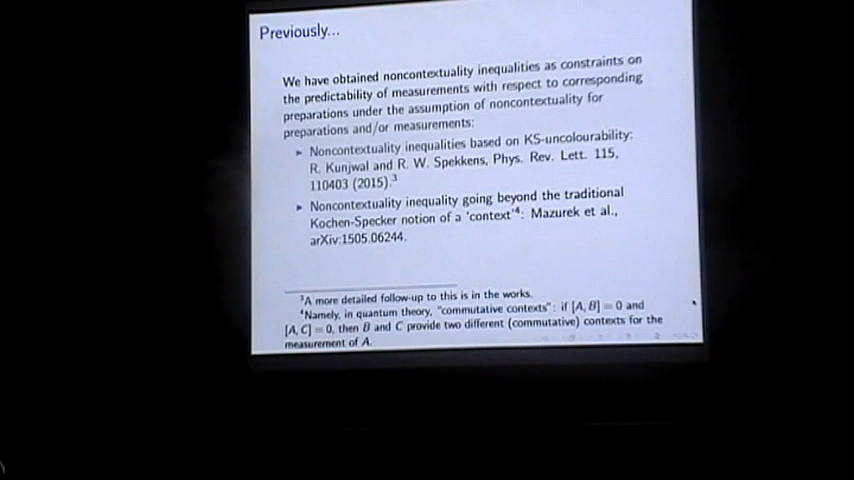 Previously...
We have obtained noncontextuality inequalities as constraints on
the predictability of measurements with respect to corresponding
preparations under the assumption of noncontextuality for
preparations and/or measurements:
► Noncontextuality inequalities based on KS-uncolourability:
R. Kunjwal and R. W. Spekkens, Phys. Rev. Lett. 115,
110403 (2015).³
► Noncontextuality inequality going beyond the traditional
Kochen-Specker notion of a 'context'⁴: Mazurek et al.,
arXiv:1505.06244.
³A more detailed follow-up to this is in the works.
⁴Namely, in quantum theory, "commutative contexts": if [A, B] = 0 and
[A, C] = 0, then B and C provide two different (commutative) contexts for the
measurement of A.